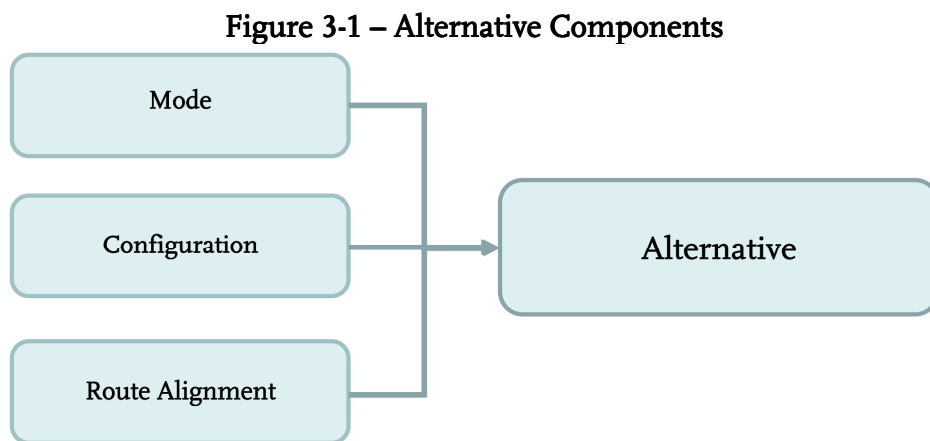 Figure 3-1 – Alternative Components
Mode
Configuration
Alternative
Route Alignment